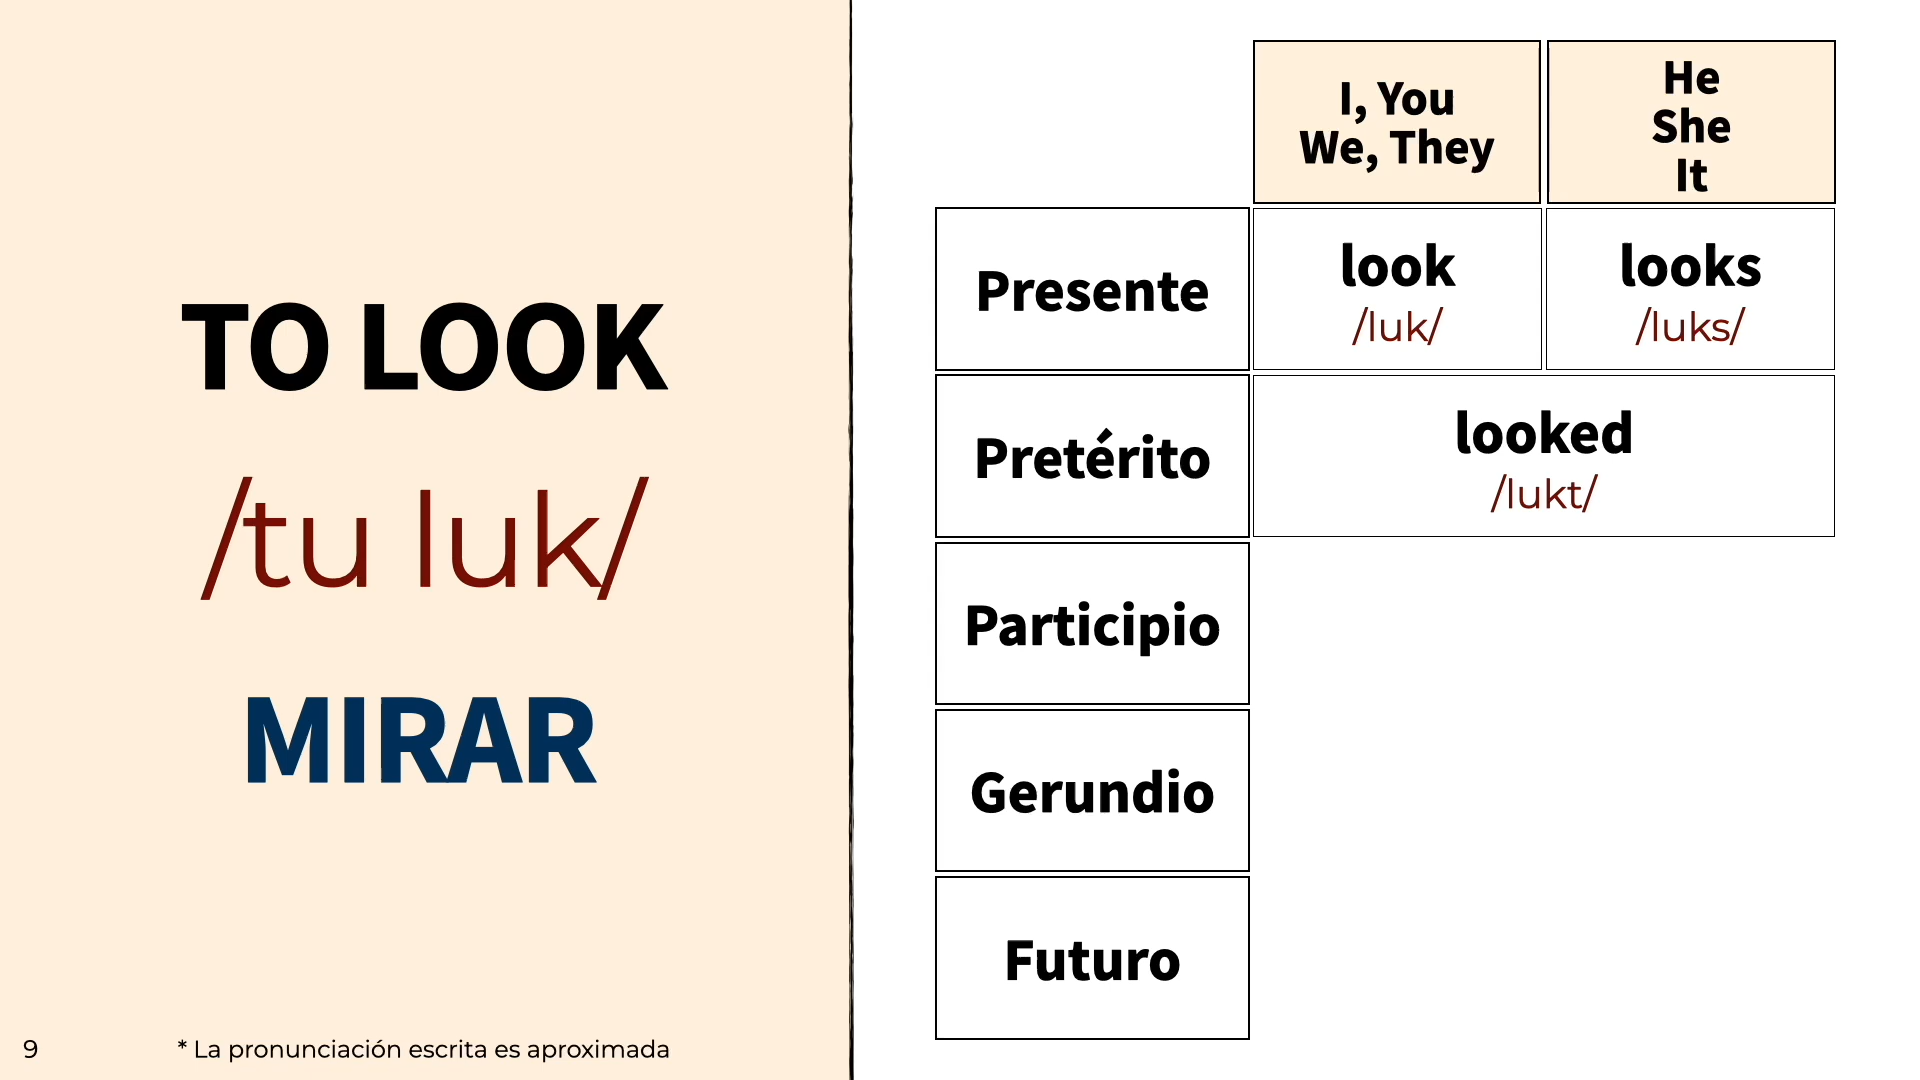 TO LOOK
/tu luk/
MIRAR
9
* La pronunciación escrita es aproximada
I, You
We, They
He
She
It
Presente
look
/luk/
looks
/luks/
Pretérito
looked
/lukt/
Participio
Gerundio
Futuro